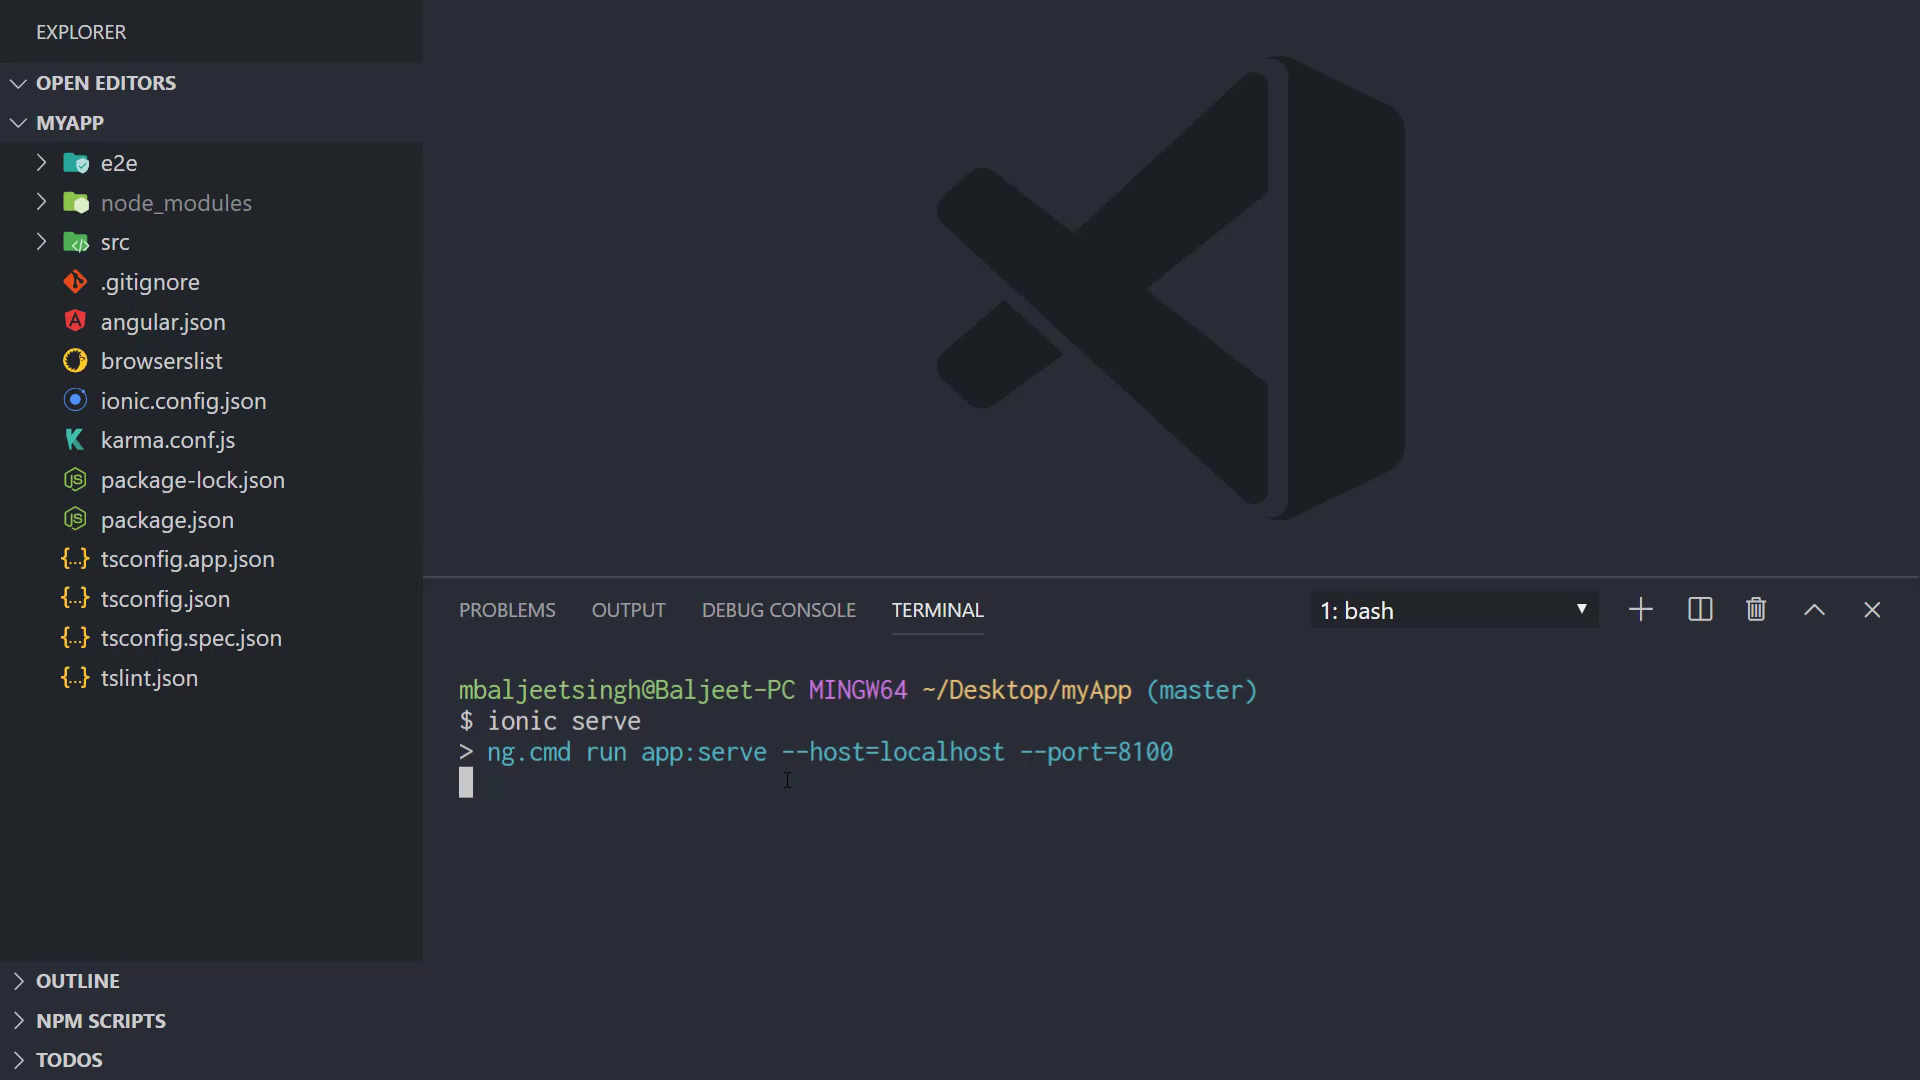 EXPLORER
OPEN EDITORS
MYAPP
e2e
node_modules
src
.gitignore
angular.json
browserslist
ionic.config.json
karma.conf.js
package-lock.json
package.json
tsconfig.app.json
tsconfig.json
tsconfig.spec.json
tslint.json
OUTLINE
NPM SCRIPTS
TODOS
PROBLEMS OUTPUT DEBUG CONSOLE TERMINAL 1: bash
mbaljeetsingh@Baljeet-PC MINGW64 ~/Desktop/myApp (master)
$ ionic serve
> ng.cmd run app:serve --host=localhost --port=8100